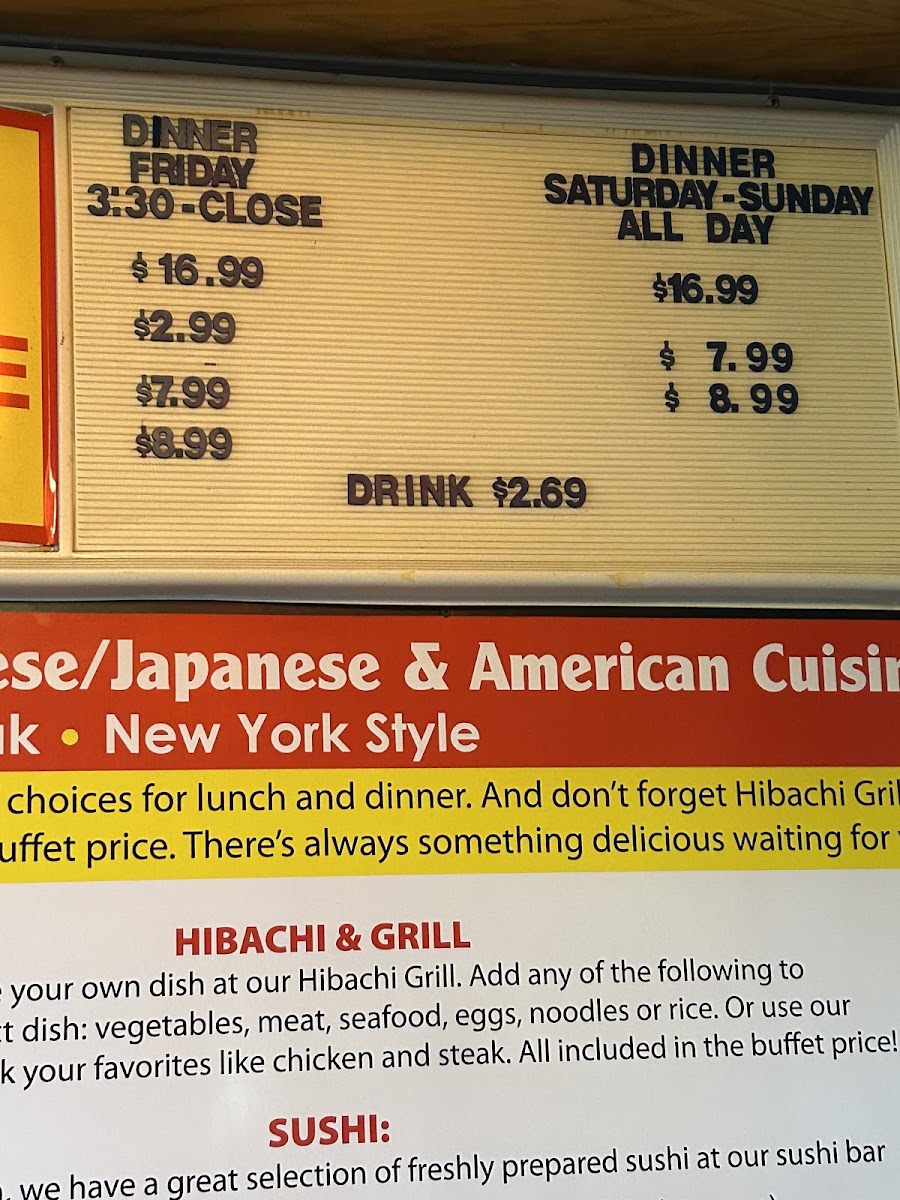 DINNER
FRIDAY
3:30-CLOSE
$16.99
$2.99
$7.99
$8.99
DINNER
SATURDAY-SUNDAY
ALL DAY
$16.99
$ 7.99
$ 8.99
DRINK $2.69
ese/Japanese & American Cuisin
• New York Style
choices for lunch and dinner. And don't forget Hibachi Gril
uffet price. There's always something delicious waiting for
HIBACHI & GRILL
your own dish at our Hibachi Grill. Add any of the following to
ct dish: vegetables, meat, seafood, eggs, noodles or rice. Or use our
k your favorites like chicken and steak. All included in the buffet price!
SUSHI:
, we have a great selection of freshly prepared sushi at our sushi bar